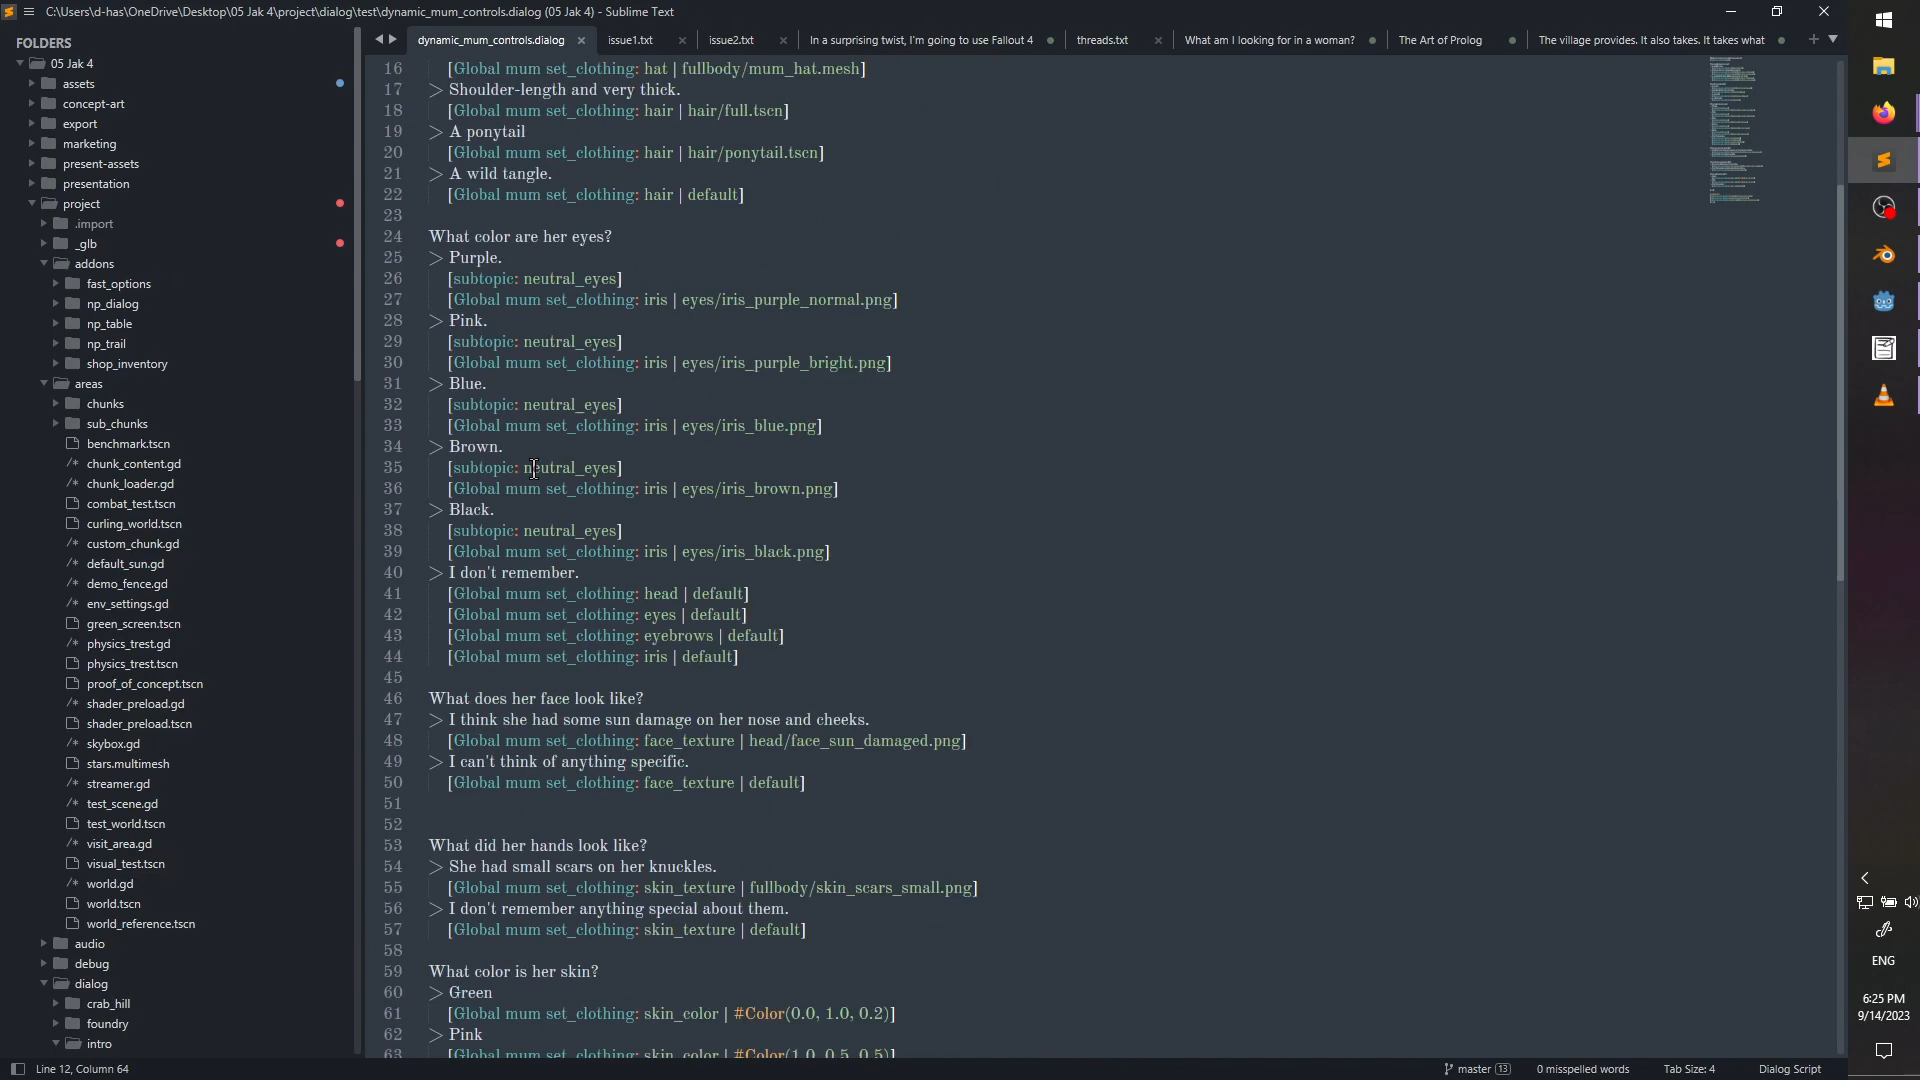 C:\Users\d-has\OneDrive\Desktop\05 Jak 4\project\dialog\test\dynamic_mum_controls.dialog (05 Jak 4) - Sublime Text
FOLDERS
05 Jak 4
assets
concept-art
export
marketing
present-assets
presentation
project
.import
_glb
addons
fast_options
np_dialog
np_table
np_trail
shop_inventory
areas
chunks
sub_chunks
benchmark.tscn
/* chunk_content.gd
/* chunk_loader.gd
combat_test.tscn
curling_world.tscn
/* custom_chunk.gd
/* default_sun.gd
/* demo_fence.gd
/* env_settings.gd
green_screen.tscn
/* physics_trest.gd
physics_trest.tscn
proof_of_concept.tscn
/* shader_preload.gd
shader_preload.tscn
/* skybox.gd
stars.multimesh
/* streamer.gd
/* test_scene.gd
test_world.tscn
/* visit_area.gd
visual_test.tscn
/* world.gd
world.tscn
world_reference.tscn
audio
debug
dialog
crab_hill
foundry
intro
dynamic_mum_controls.dialog issue1.txt issue2.txt In a surprising twist, I'm going to use Fallout 4 threads.txt What am I looking for in a woman? The Art of Prolog The village provides. It also takes. It takes what
16 [Global mum set_clothing: hat | fullbody/mum_hat.mesh]
17 > Shoulder-length and very thick.
18 [Global mum set_clothing: hair | hair/full.tscn]
19 > A ponytail
20 [Global mum set_clothing: hair | hair/ponytail.tscn]
21 > A wild tangle.
22 [Global mum set_clothing: hair | default]
23
24 What color are her eyes?
25 > Purple.
26 [subtopic: neutral_eyes]
27 [Global mum set_clothing: iris | eyes/iris_purple_normal.png]
28 > Pink.
29 [subtopic: neutral_eyes]
30 [Global mum set_clothing: iris | eyes/iris_purple_bright.png]
31 > Blue.
32 [subtopic: neutral_eyes]
33 [Global mum set_clothing: iris | eyes/iris_blue.png]
34 > Brown.
35 [subtopic: neutral_eyes]
36 [Global mum set_clothing: iris | eyes/iris_brown.png]
37 > Black.
38 [subtopic: neutral_eyes]
39 [Global mum set_clothing: iris | eyes/iris_black.png]
40 > I don't remember.
41 [Global mum set_clothing: head | default]
42 [Global mum set_clothing: eyes | default]
43 [Global mum set_clothing: eyebrows | default]
44 [Global mum set_clothing: iris | default]
45
46 What does her face look like?
47 > I think she had some sun damage on her nose and cheeks.
48 [Global mum set_clothing: face_texture | head/face_sun_damaged.png]
49 > I can't think of anything specific.
50 [Global mum set_clothing: face_texture | default]
51
52
53 What did her hands look like?
54 > She had small scars on her knuckles.
55 [Global mum set_clothing: skin_texture | fullbody/skin_scars_small.png]
56 > I don't remember anything special about them.
57 [Global mum set_clothing: skin_texture | default]
58
59 What color is her skin?
60 > Green
61 [Global mum set_clothing: skin_color | #Color(0.0, 1.0, 0.2)]
62 > Pink
63 [Global mum set_clothing: skin_color | #Color(1.0, 0.5, 0.5)]
Line 12, Column 64
master 13 0 misspelled words Tab Size: 4 Dialog Script
ENG
6:25 PM
9/14/2023